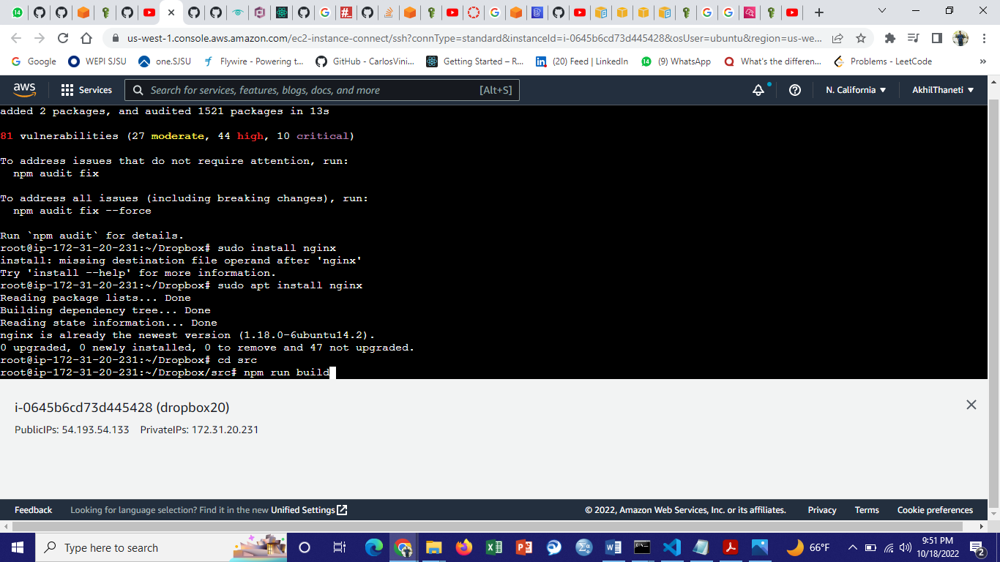 us-west-1.console.aws.amazon.com/ec2-instance-connect/ssh?connType=standard&instanceId=i-0645b6cd73d445428&osUser=ubuntu&region=us-we...
Google WEPI SJSU one.SJSU Flywire - Powering t... GitHub - CarlosVini... Getting Started – R... (20) Feed | LinkedIn (9) WhatsApp What's the differen... Problems - LeetCode »
aws Services Search for services, features, blogs, docs, and more [Alt+S] N. California AkhilThaneti
added 2 packages, and audited 1521 packages in 13s
81 vulnerabilities (27 moderate, 44 high, 10 critical)
To address issues that do not require attention, run:
npm audit fix
To address all issues (including breaking changes), run:
npm audit fix --force
Run `npm audit` for details.
root@ip-172-31-20-231:~/Dropbox# sudo install nginx
install: missing destination file operand after 'nginx'
Try 'install --help' for more information.
root@ip-172-31-20-231:~/Dropbox# sudo apt install nginx
Reading package lists... Done
Building dependency tree... Done
Reading state information... Done
nginx is already the newest version (1.18.0-6ubuntu14.2).
0 upgraded, 0 newly installed, 0 to remove and 47 not upgraded.
root@ip-172-31-20-231:~/Dropbox# cd src
root@ip-172-31-20-231:~/Dropbox/src# npm run build
i-0645b6cd73d445428 (dropbox20)
PublicIPs: 54.193.54.133 PrivateIPs: 172.31.20.231
Feedback Looking for language selection? Find it in the new Unified Settings © 2022, Amazon Web Services, Inc. or its affiliates. Privacy Terms Cookie preferences
Type here to search 66°F 9:51 PM
10/18/2022 2